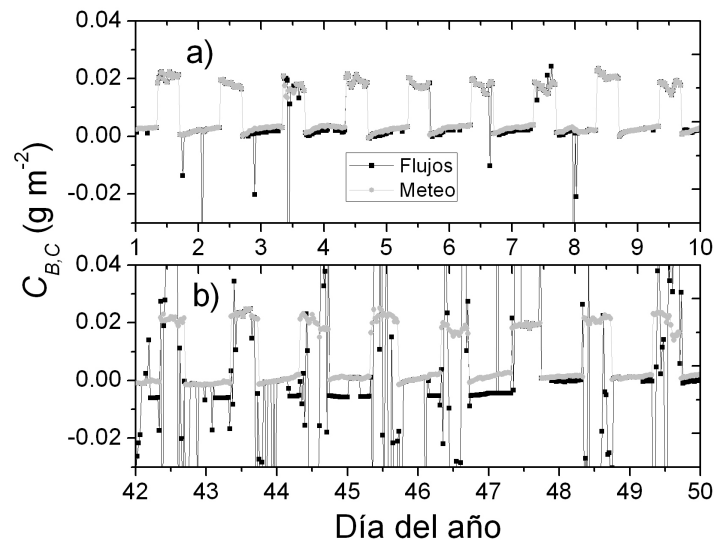 0.04
a)
0.02
0.00
-0.02
Flujos
Meteo
1 2 3 4 5 6 7 8 9 10
C_{B,C} (g m^{-2})
0.04
b)
0.02
0.00
-0.02
42 43 44 45 46 47 48 49 50
Día del año